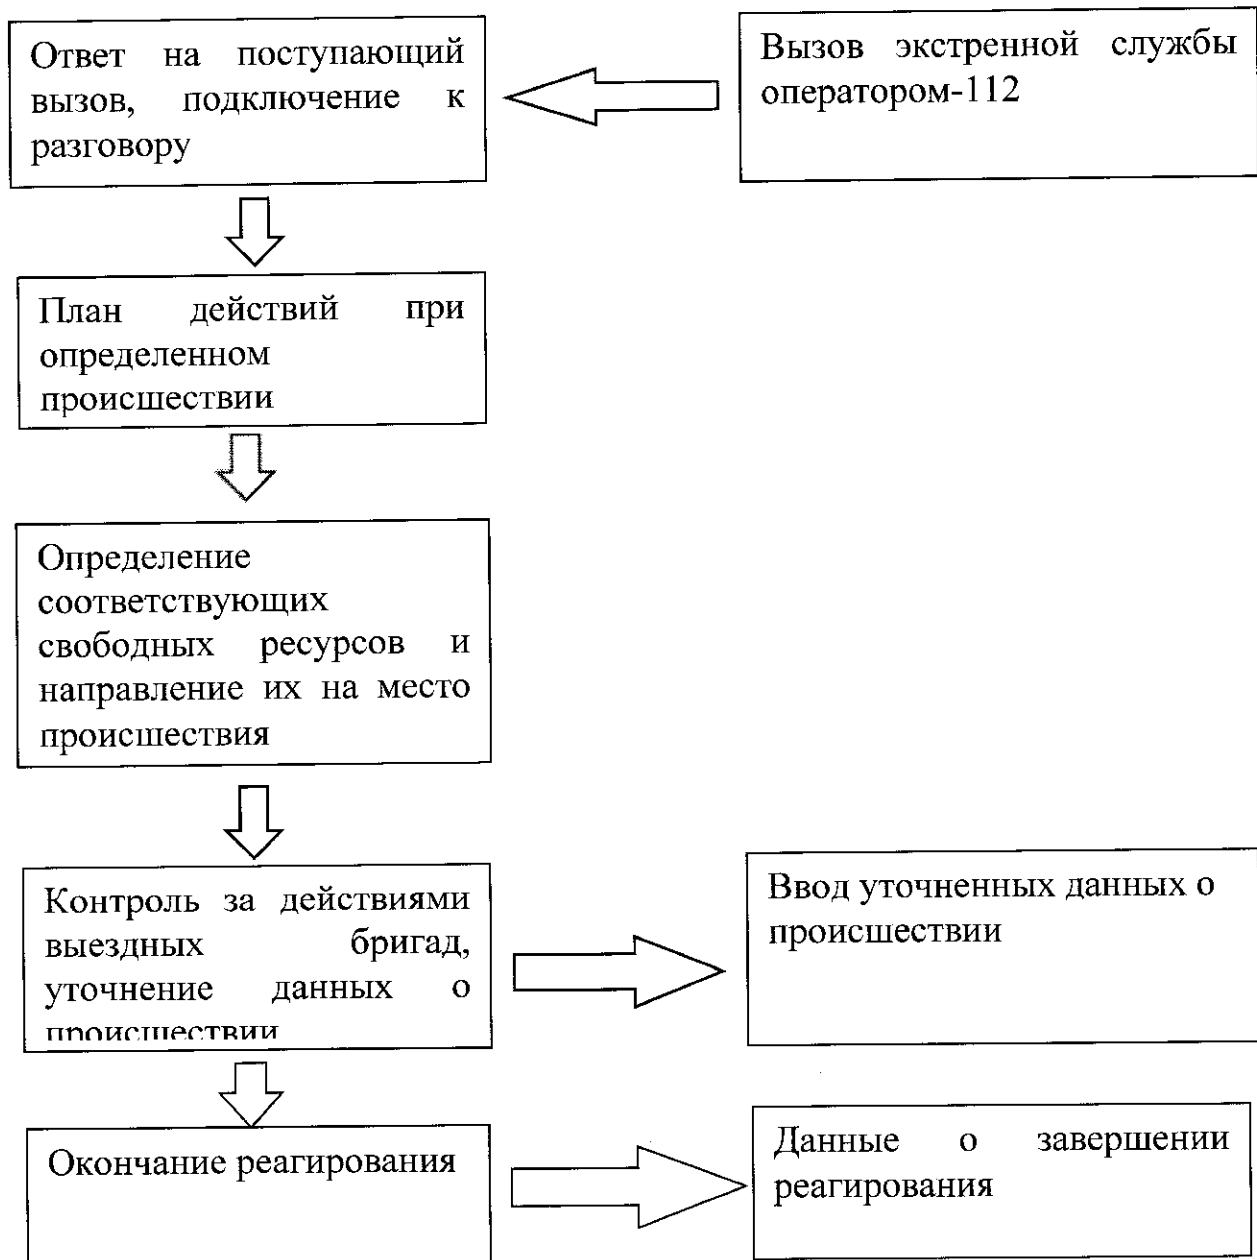 Ответ на поступающий
вызов, подключение к
разговору
Вызов экстренной службы
оператором-112
План действий при
определенном
происшествии
Определение
соответствующих
свободных ресурсов и
направление их на место
происшествия
Контроль за действиями
выездных бригад,
уточнение данных о
происшествии
Ввод уточненных данных о
происшествии
Окончание реагирования
Данные о завершении
реагирования